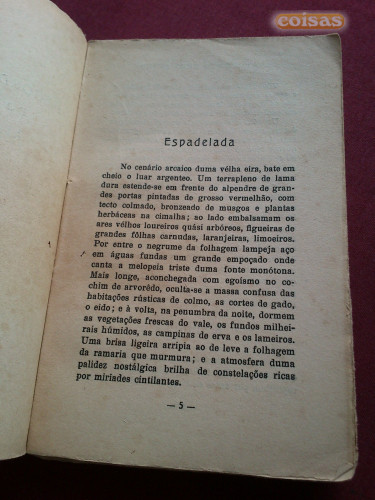 coisas
Espadelada
No cenário arcaico duma vélha eira, bate em
cheio o luar argenteo. Um terrapleno de lama
dura estende-se em frente do alpendre de gran-
des portas pintadas de grosso vermelhão, com
tecto colmado, bronzeado de musgos e plantas
herbáceas na cimalha; ao lado embalsamam os
ares vélhos loureiros quási arbóreos, figueiras de
grandes fôlhas carnudas, laranjeiras, limoeiros.
Por entre o negrume da folhagem lampeja aço
em águas fundas um grande empoçado onde
canta a melopeia triste duma fonte monótona.
Mais longe, aconchegada com egoismo no co-
chim de arvorêdo, oculta-se a massa confusa das
habitações rústicas de colmo, as cortes de gado,
o eido; e à volta, na penumbra da noite, dormem
as vegetações frescas do vale, os fundos milhei-
rais húmidos, as campinas de erva e os lameiros.
Uma brisa ligeira arripia ao de leve a folhagem
da ramaria que murmura; e a atmosfera duma
palidez nostálgica brilha de constelações ricas
por miriades cintilantes.
— 5 —